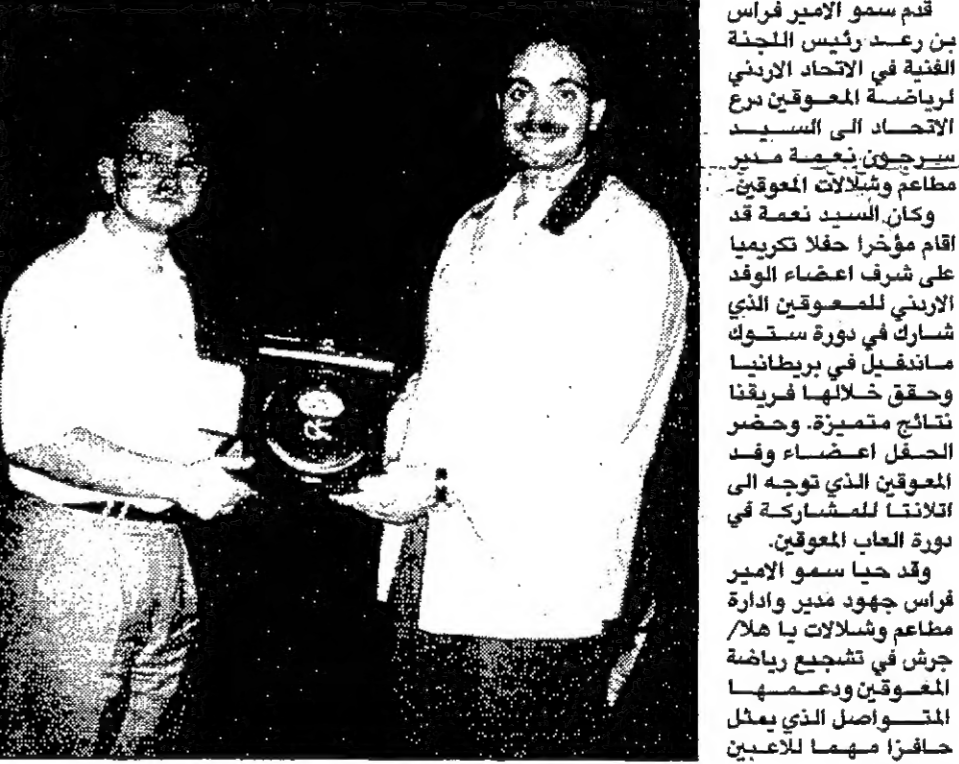 قدم سمو الامير فراس
بن رعد رئيس اللجنة
الفنية في الاتحاد الاردني
لرياضة المعوقين درع
الاتحاد الى السيد
سرجون نعمة مدير
مطاعم وشلالات المعوقين.
وكان السيد نعمة قد
اقام مؤخرا حفلا تكريميا
على شرف اعضاء الوفد
الاردني للمعوقين الذي
شارك في دورة ستوك
ماندفيل في بريطانيا
وحقق خلالها فريقنا
نتائج متميزة. وحضر
الحفل اعضاء وفد
المعوقين الذي توجه الى
اتلانتا للمشاركة في
دورة العاب المعوقين.
وقد حيا سمو الامير
فراس جهود مدير وادارة
مطاعم وشلالات يا هلا/
جرش في تشجيع رياضة
المعوقين ودعمها
المتواصل الذي يمثل
حافزا مهما للاعبين